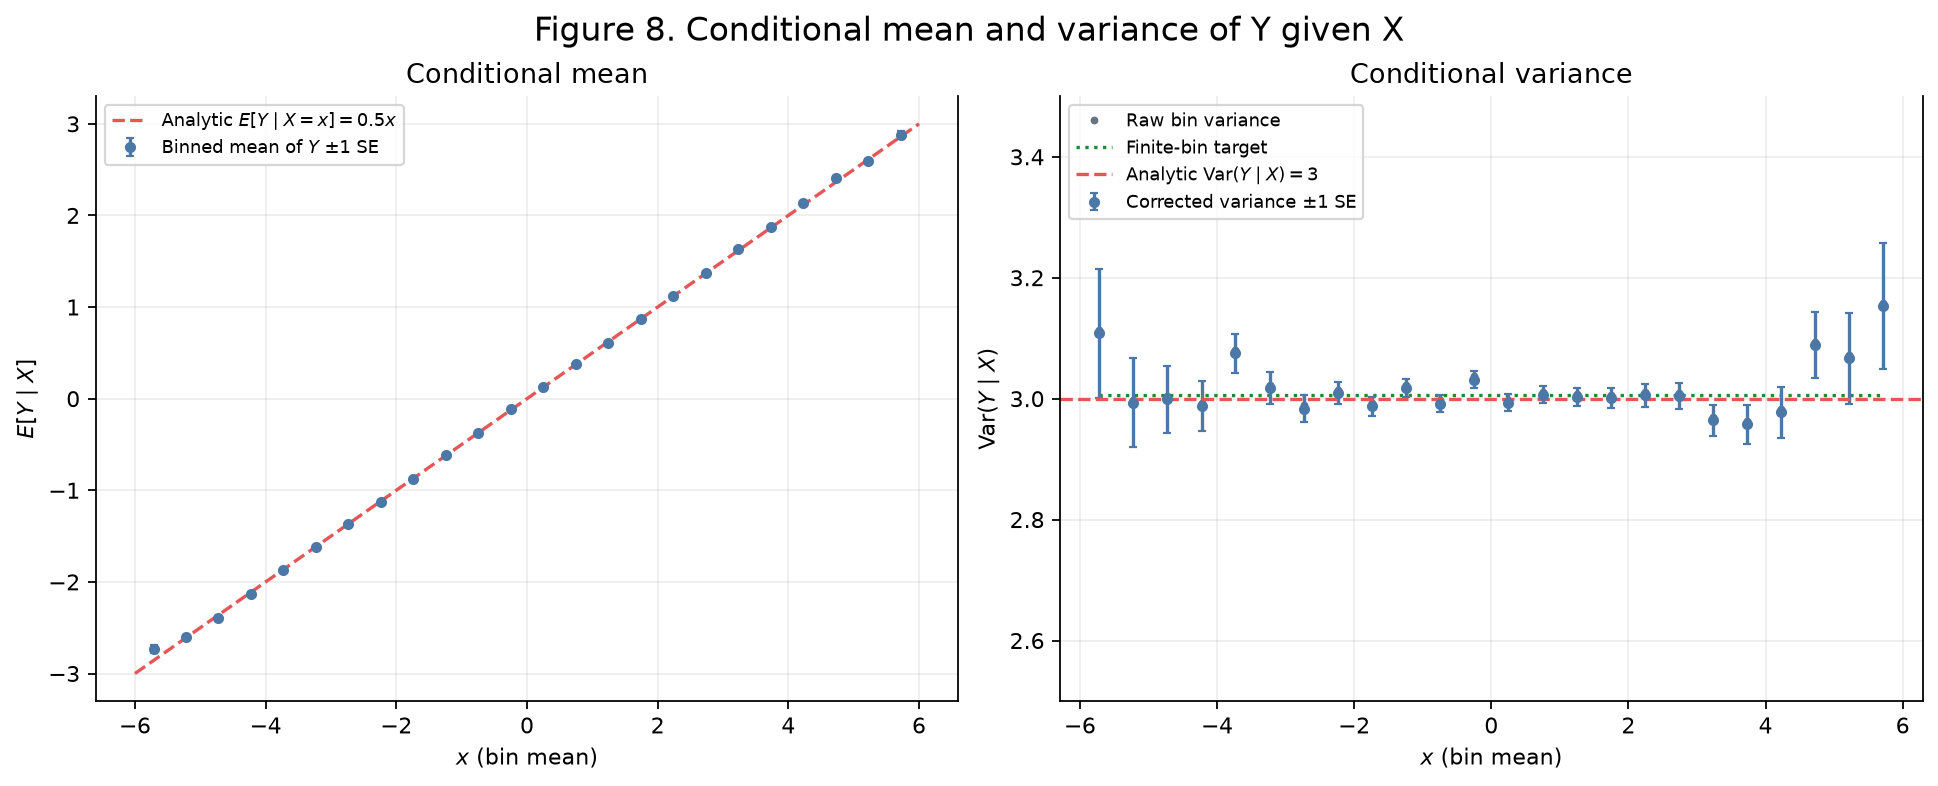 Figure 8. Conditional mean and variance of Y given X
Conditional mean
Analytic E[Y | X = x] = 0.5x
Binned mean of Y ±1 SE
3
2
1
0
−1
−2
−3
E[Y | X]
−6 −4 −2 0 2 4 6
x (bin mean)
Conditional variance
Raw bin variance
Finite-bin target
Analytic Var(Y | X) = 3
Corrected variance ±1 SE
3.4
3.2
3.0
2.8
2.6
Var(Y | X)
−6 −4 −2 0 2 4 6
x (bin mean)